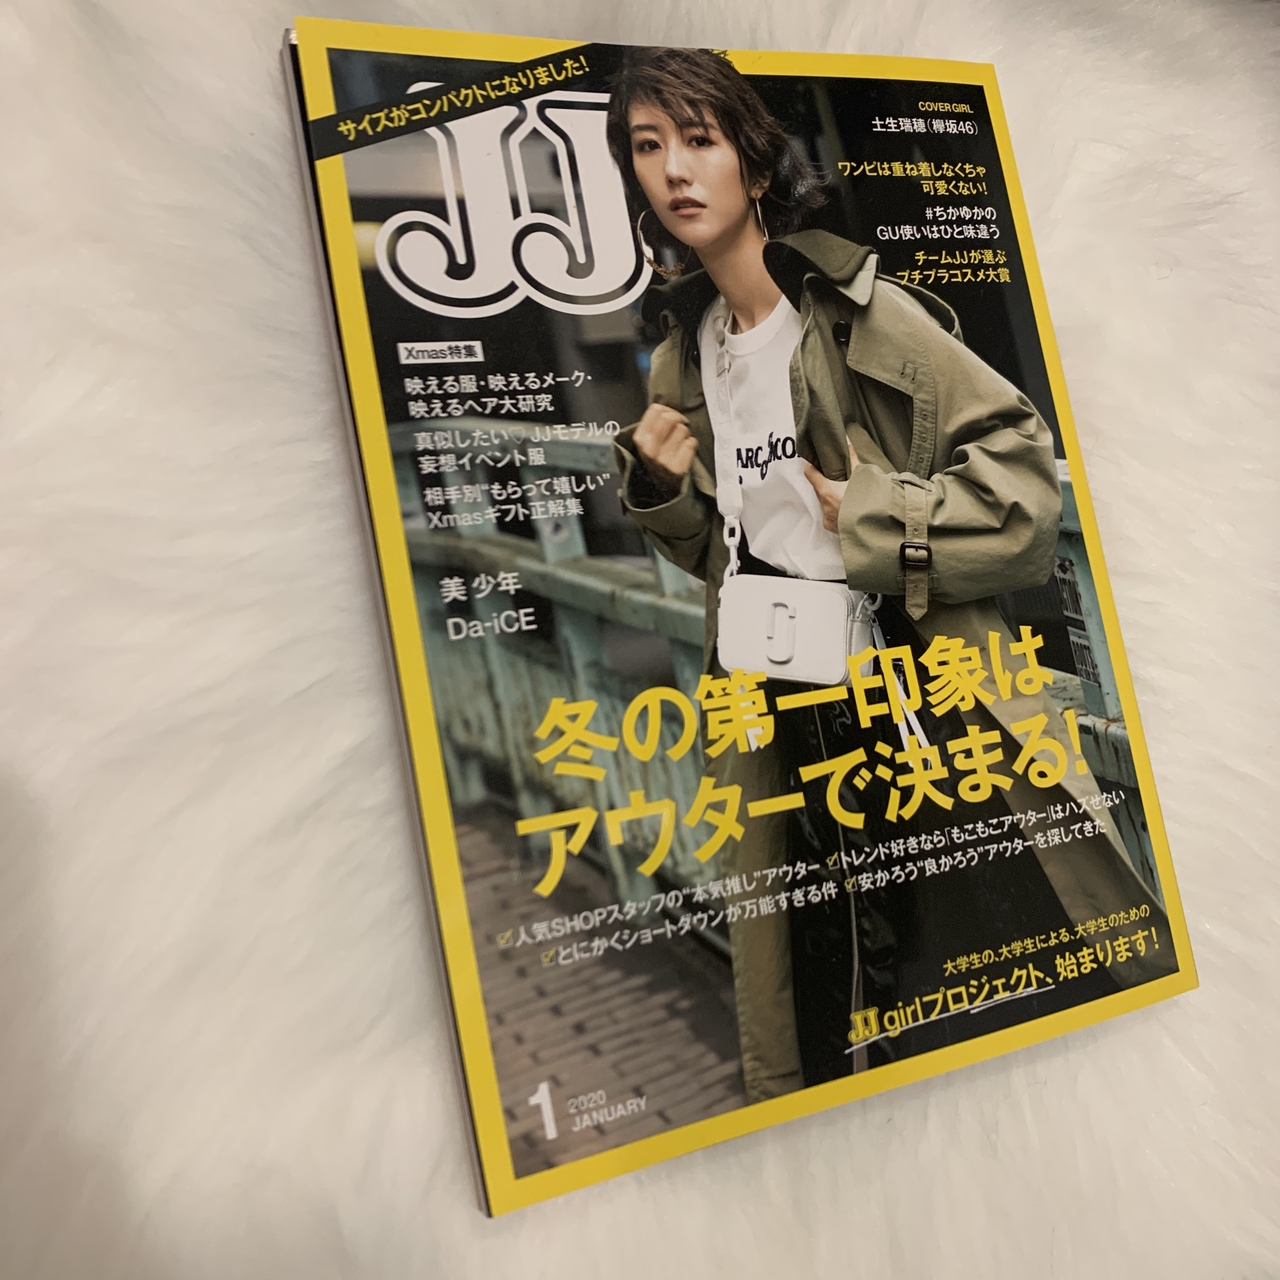 サイズがコンパクトになりました!
JJ
COVER GIRL
土生瑞穂(欅坂46)
ワンピは重ね着しなくちゃ
可愛くない!
#ちかゆかの
GU使いはひと味違う
チームJJが選ぶ
プチプラコスメ大賞
Xmas特集
映える服・映えるメーク・
映えるヘア大研究
真似したい♡JJモデルの
妄想イベント服
相手別“もらって嬉しい”
Xmasギフト正解集
美 少年
Da-iCE
冬の第一印象は
アウターで決まる!
人気SHOPスタッフの“本気推し”アウター
トレンド好きなら「もこもこアウター」はハズせない
とにかくショートダウンが万能すぎる件
安かろう“良かろう”アウターを探してきた
大学生の、大学生による、大学生のための
JJ girlプロジェクト、始まります!
1 2020
JANUARY